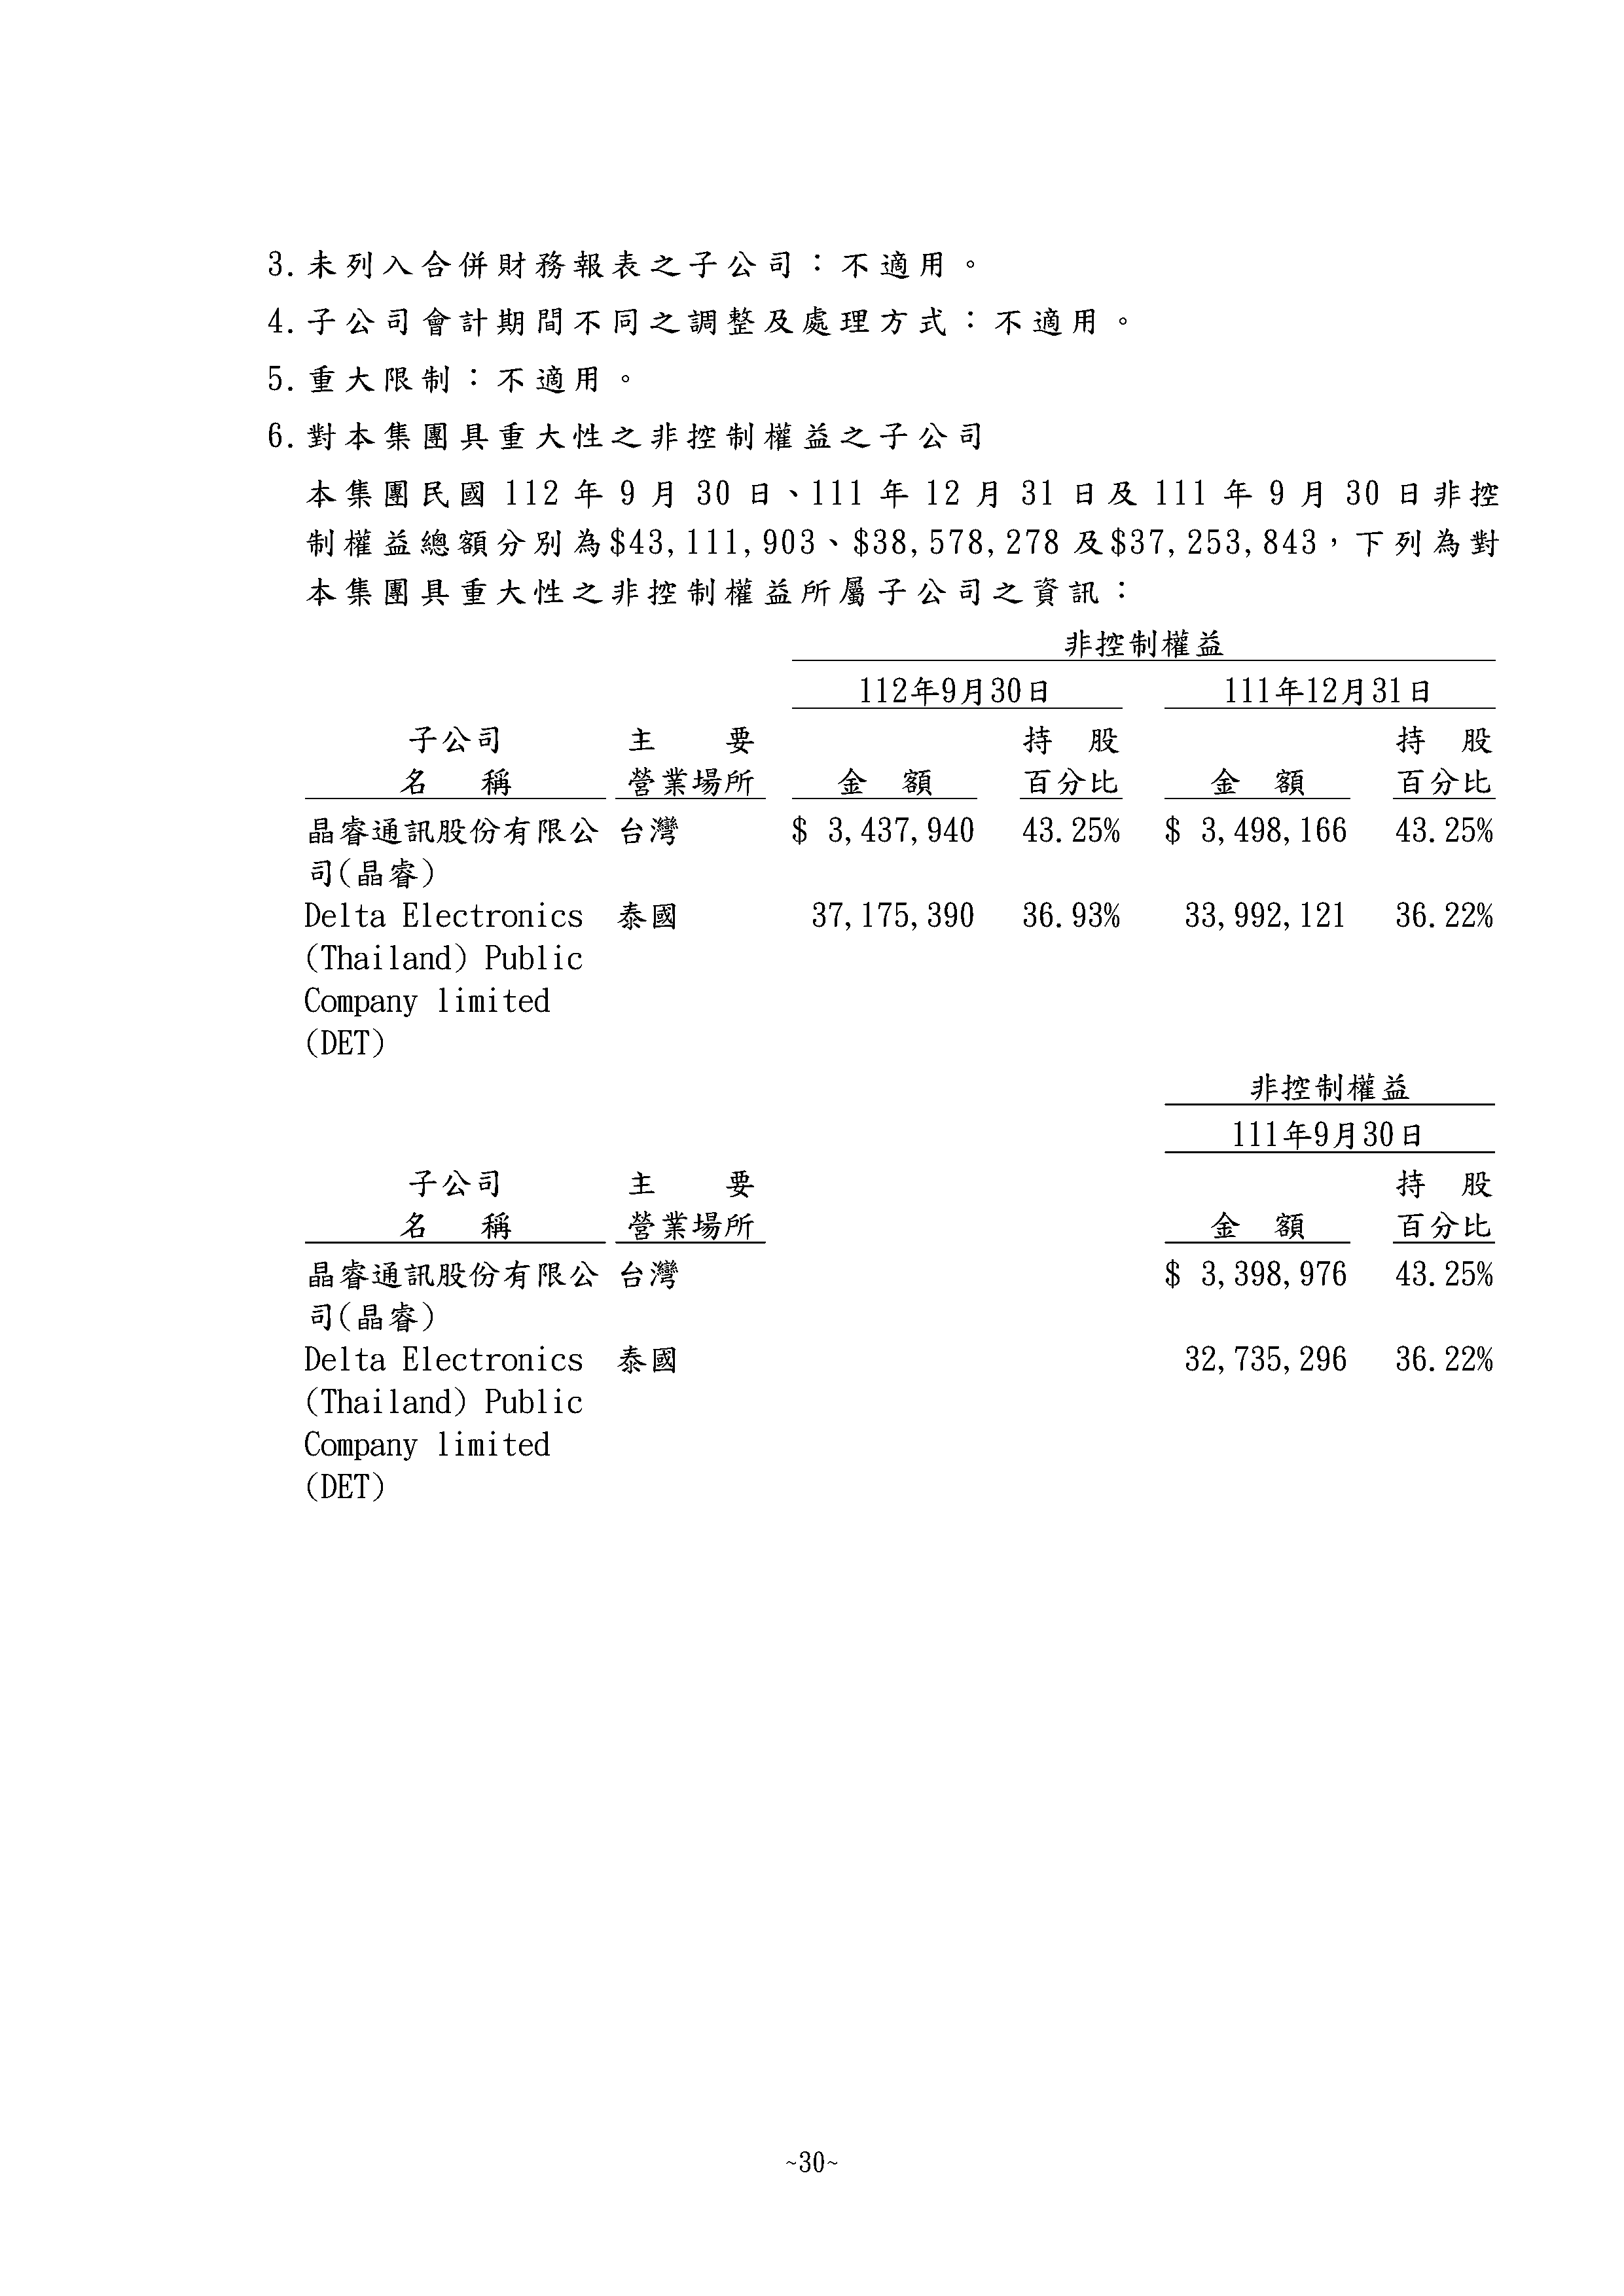 3.未列入合併財務報表之子公司：不適用。
4.子公司會計期間不同之調整及處理方式：不適用。
5.重大限制：不適用。
6.對本集團具重大性之非控制權益之子公司
本集團民國 112 年 9 月 30 日、111 年 12 月 31 日及 111 年 9 月 30 日非控
制權益總額分別為$43,111,903、$38,578,278 及$37,253,843，下列為對
本集團具重大性之非控制權益所屬子公司之資訊：
非控制權益
112年9月30日 111年12月31日
子公司 主 要 持 股 持 股
名 稱 營業場所 金 額 百分比 金 額 百分比
晶睿通訊股份有限公 台灣 $ 3,437,940 43.25% $ 3,498,166 43.25%
司(晶睿)
Delta Electronics 泰國 37,175,390 36.93% 33,992,121 36.22%
(Thailand) Public
Company limited
(DET)
非控制權益
111年9月30日
子公司 主 要 持 股
名 稱 營業場所 金 額 百分比
晶睿通訊股份有限公 台灣 $ 3,398,976 43.25%
司(晶睿)
Delta Electronics 泰國 32,735,296 36.22%
(Thailand) Public
Company limited
(DET)
~30~